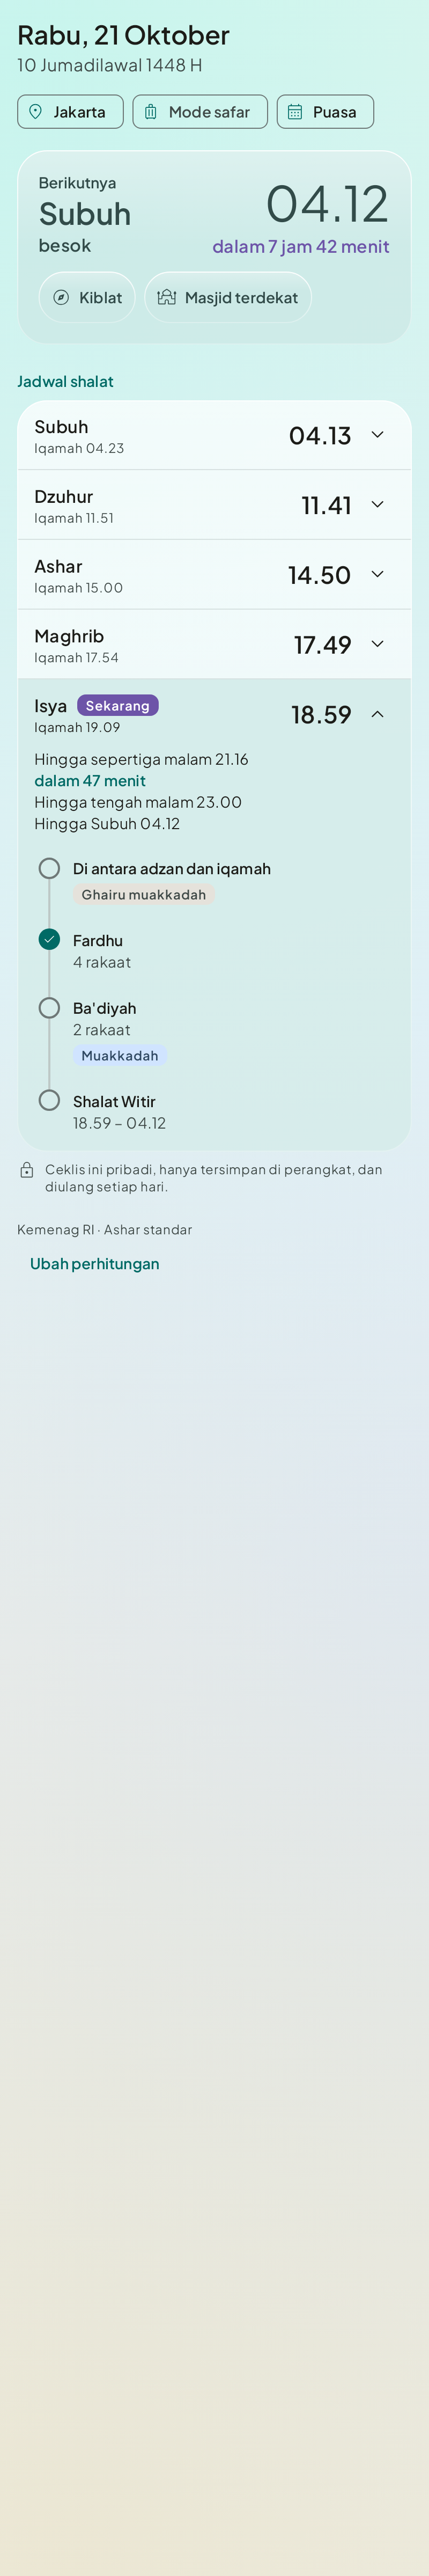 Rabu, 21 Oktober
10 Jumadilawal 1448 H
Jakarta
Mode safar
Puasa
Berikutnya
Subuh
besok
04.12
dalam 7 jam 42 menit
Kiblat
Masjid terdekat
Jadwal shalat
Subuh
Iqamah 04.23
04.13
Dzuhur
Iqamah 11.51
11.41
Ashar
Iqamah 15.00
14.50
Maghrib
Iqamah 17.54
17.49
Isya
Sekarang
Iqamah 19.09
18.59
Hingga sepertiga malam 21.16
dalam 47 menit
Hingga tengah malam 23.00
Hingga Subuh 04.12
Di antara adzan dan iqamah
Ghairu muakkadah
Fardhu
4 rakaat
Ba'diyah
2 rakaat
Muakkadah
Shalat Witir
18.59 – 04.12
Ceklis ini pribadi, hanya tersimpan di perangkat, dan
diulang setiap hari.
Kemenag RI · Ashar standar
Ubah perhitungan